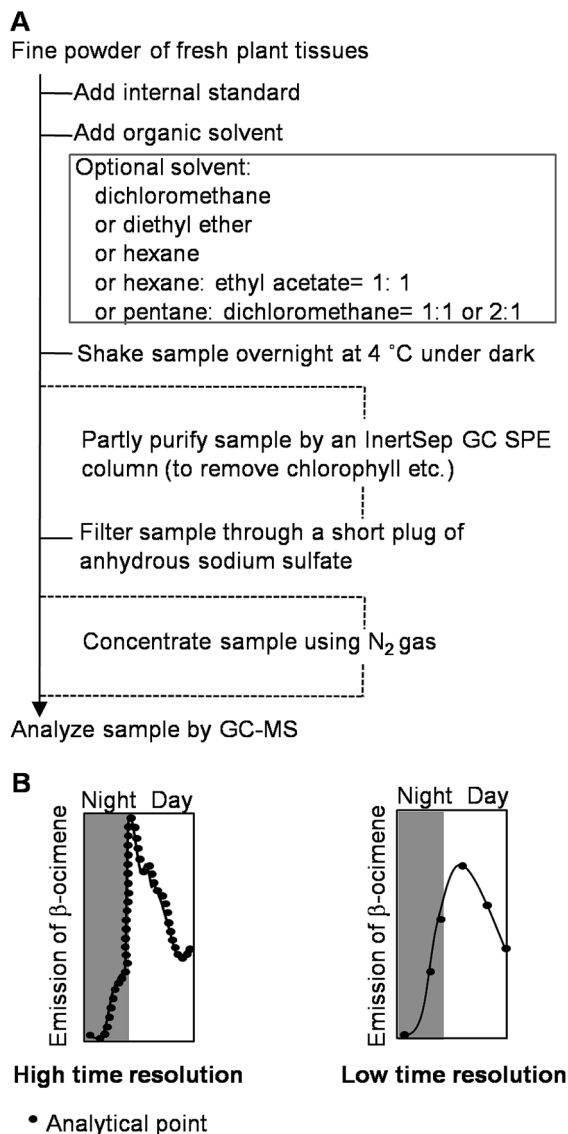 A
Fine powder of fresh plant tissues
Add internal standard
Add organic solvent
Optional solvent:
dichloromethane
or diethyl ether
or hexane
or hexane: ethyl acetate= 1: 1
or pentane: dichloromethane= 1:1 or 2:1
Shake sample overnight at 4 °C under dark
Partly purify sample by an InertSep GC SPE
column (to remove chlorophyll etc.)
Filter sample through a short plug of
anhydrous sodium sulfate
Concentrate sample using N₂ gas
Analyze sample by GC-MS
B
Night Day
Emission of β-ocimene
High time resolution
Night Day
Emission of β-ocimene
Low time resolution
Analytical point